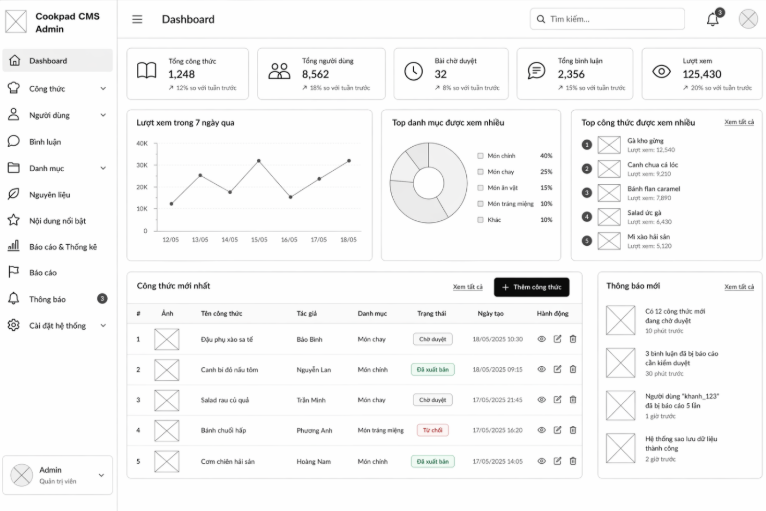 Cookpad CMS
Admin
Dashboard
Công thức
Người dùng
Bình luận
Danh mục
Nguyên liệu
Nội dung nổi bật
Báo cáo & Thống kê
Báo cáo
Thông báo 3
Cài đặt hệ thống
Admin
Quản trị viên
Dashboard
Tìm kiếm...
3
Tổng công thức
1,248
↗ 12% so với tuần trước
Tổng người dùng
8,562
↗ 18% so với tuần trước
Bài chờ duyệt
32
↗ 8% so với tuần trước
Tổng bình luận
2,356
↗ 15% so với tuần trước
Lượt xem
125,430
↗ 20% so với tuần trước
Lượt xem trong 7 ngày qua
40K
30K
20K
10K
0
12/05 13/05 14/05 15/05 16/05 17/05 18/05
Top danh mục được xem nhiều
Món chính 40%
Món chay 25%
Món ăn vặt 15%
Món tráng miệng 10%
Khác 10%
Top công thức được xem nhiều Xem tất cả
1 Gà kho gừng
Lượt xem: 12,540
2 Canh chua cá lóc
Lượt xem: 9,210
3 Bánh flan caramel
Lượt xem: 7,890
4 Salad ức gà
Lượt xem: 6,430
5 Mì xào hải sản
Lượt xem: 5,120
Công thức mới nhất Xem tất cả + Thêm công thức
# Ảnh Tên công thức Tác giả Danh mục Trạng thái Ngày tạo Hành động
1 Đậu phụ xào sa tế Bảo Bình Món chay Chờ duyệt 18/05/2025 10:30
2 Canh bí đỏ nấu tôm Nguyễn Lan Món chính Đã xuất bản 18/05/2025 09:15
3 Salad rau củ quả Trần Minh Món chay Chờ duyệt 17/05/2025 21:45
4 Bánh chuối hấp Phương Anh Món tráng miệng Từ chối 17/05/2025 16:20
5 Cơm chiên hải sản Hoàng Nam Món chính Đã xuất bản 17/05/2025 14:05
Thông báo mới Xem tất cả
Có 12 công thức mới
đang chờ duyệt
10 phút trước
3 bình luận đã bị báo cáo
cần kiểm duyệt
30 phút trước
Người dùng "khanh_123"
đã bị báo cáo 5 lần
1 giờ trước
Hệ thống sao lưu dữ liệu
thành công
2 giờ trước